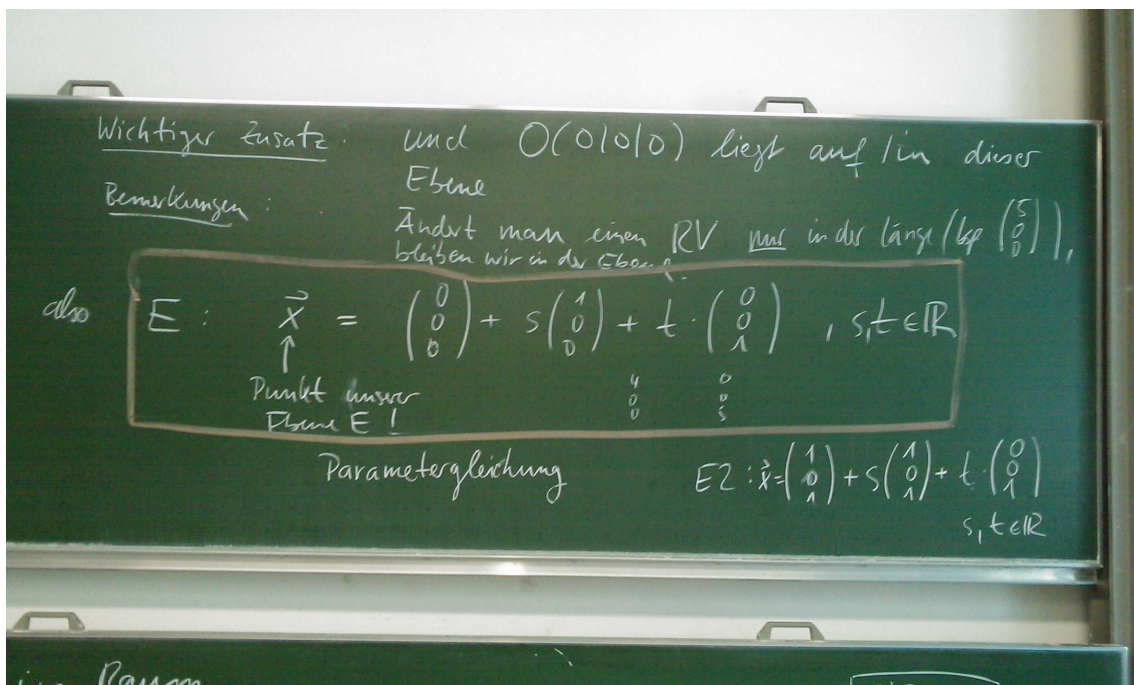 Wichtiger Zusatz: und O(0|0|0) liegt auf/in dieser
Ebene
Bemerkungen:
Ändert man einen RV nur in der Länge (bsp (5 0 0)),
bleiben wir in der Ebene.
also E: x⃗ = (0 0 0) + s (1 0 0) + t · (0 0 1) , s,t ∈ ℝ
↑
Punkt unserer
Ebene E !
4 0 0
0 0 5
Parametergleichung
E2: x⃗ = (1 0 1) + s (1 0 1) + t · (0 0 1)
s,t ∈ ℝ
Raum